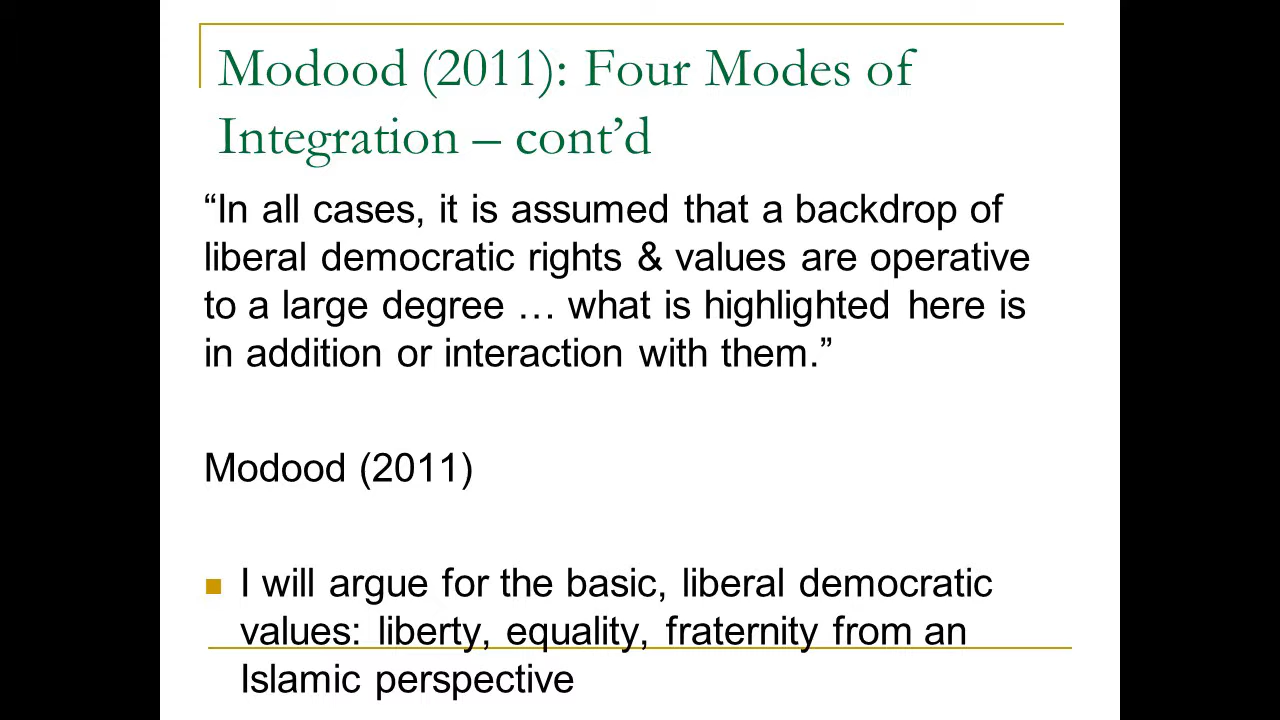 Modood (2011): Four Modes of
Integration – cont’d
“In all cases, it is assumed that a backdrop of
liberal democratic rights & values are operative
to a large degree … what is highlighted here is
in addition or interaction with them.”
Modood (2011)
I will argue for the basic, liberal democratic
values: liberty, equality, fraternity from an
Islamic perspective